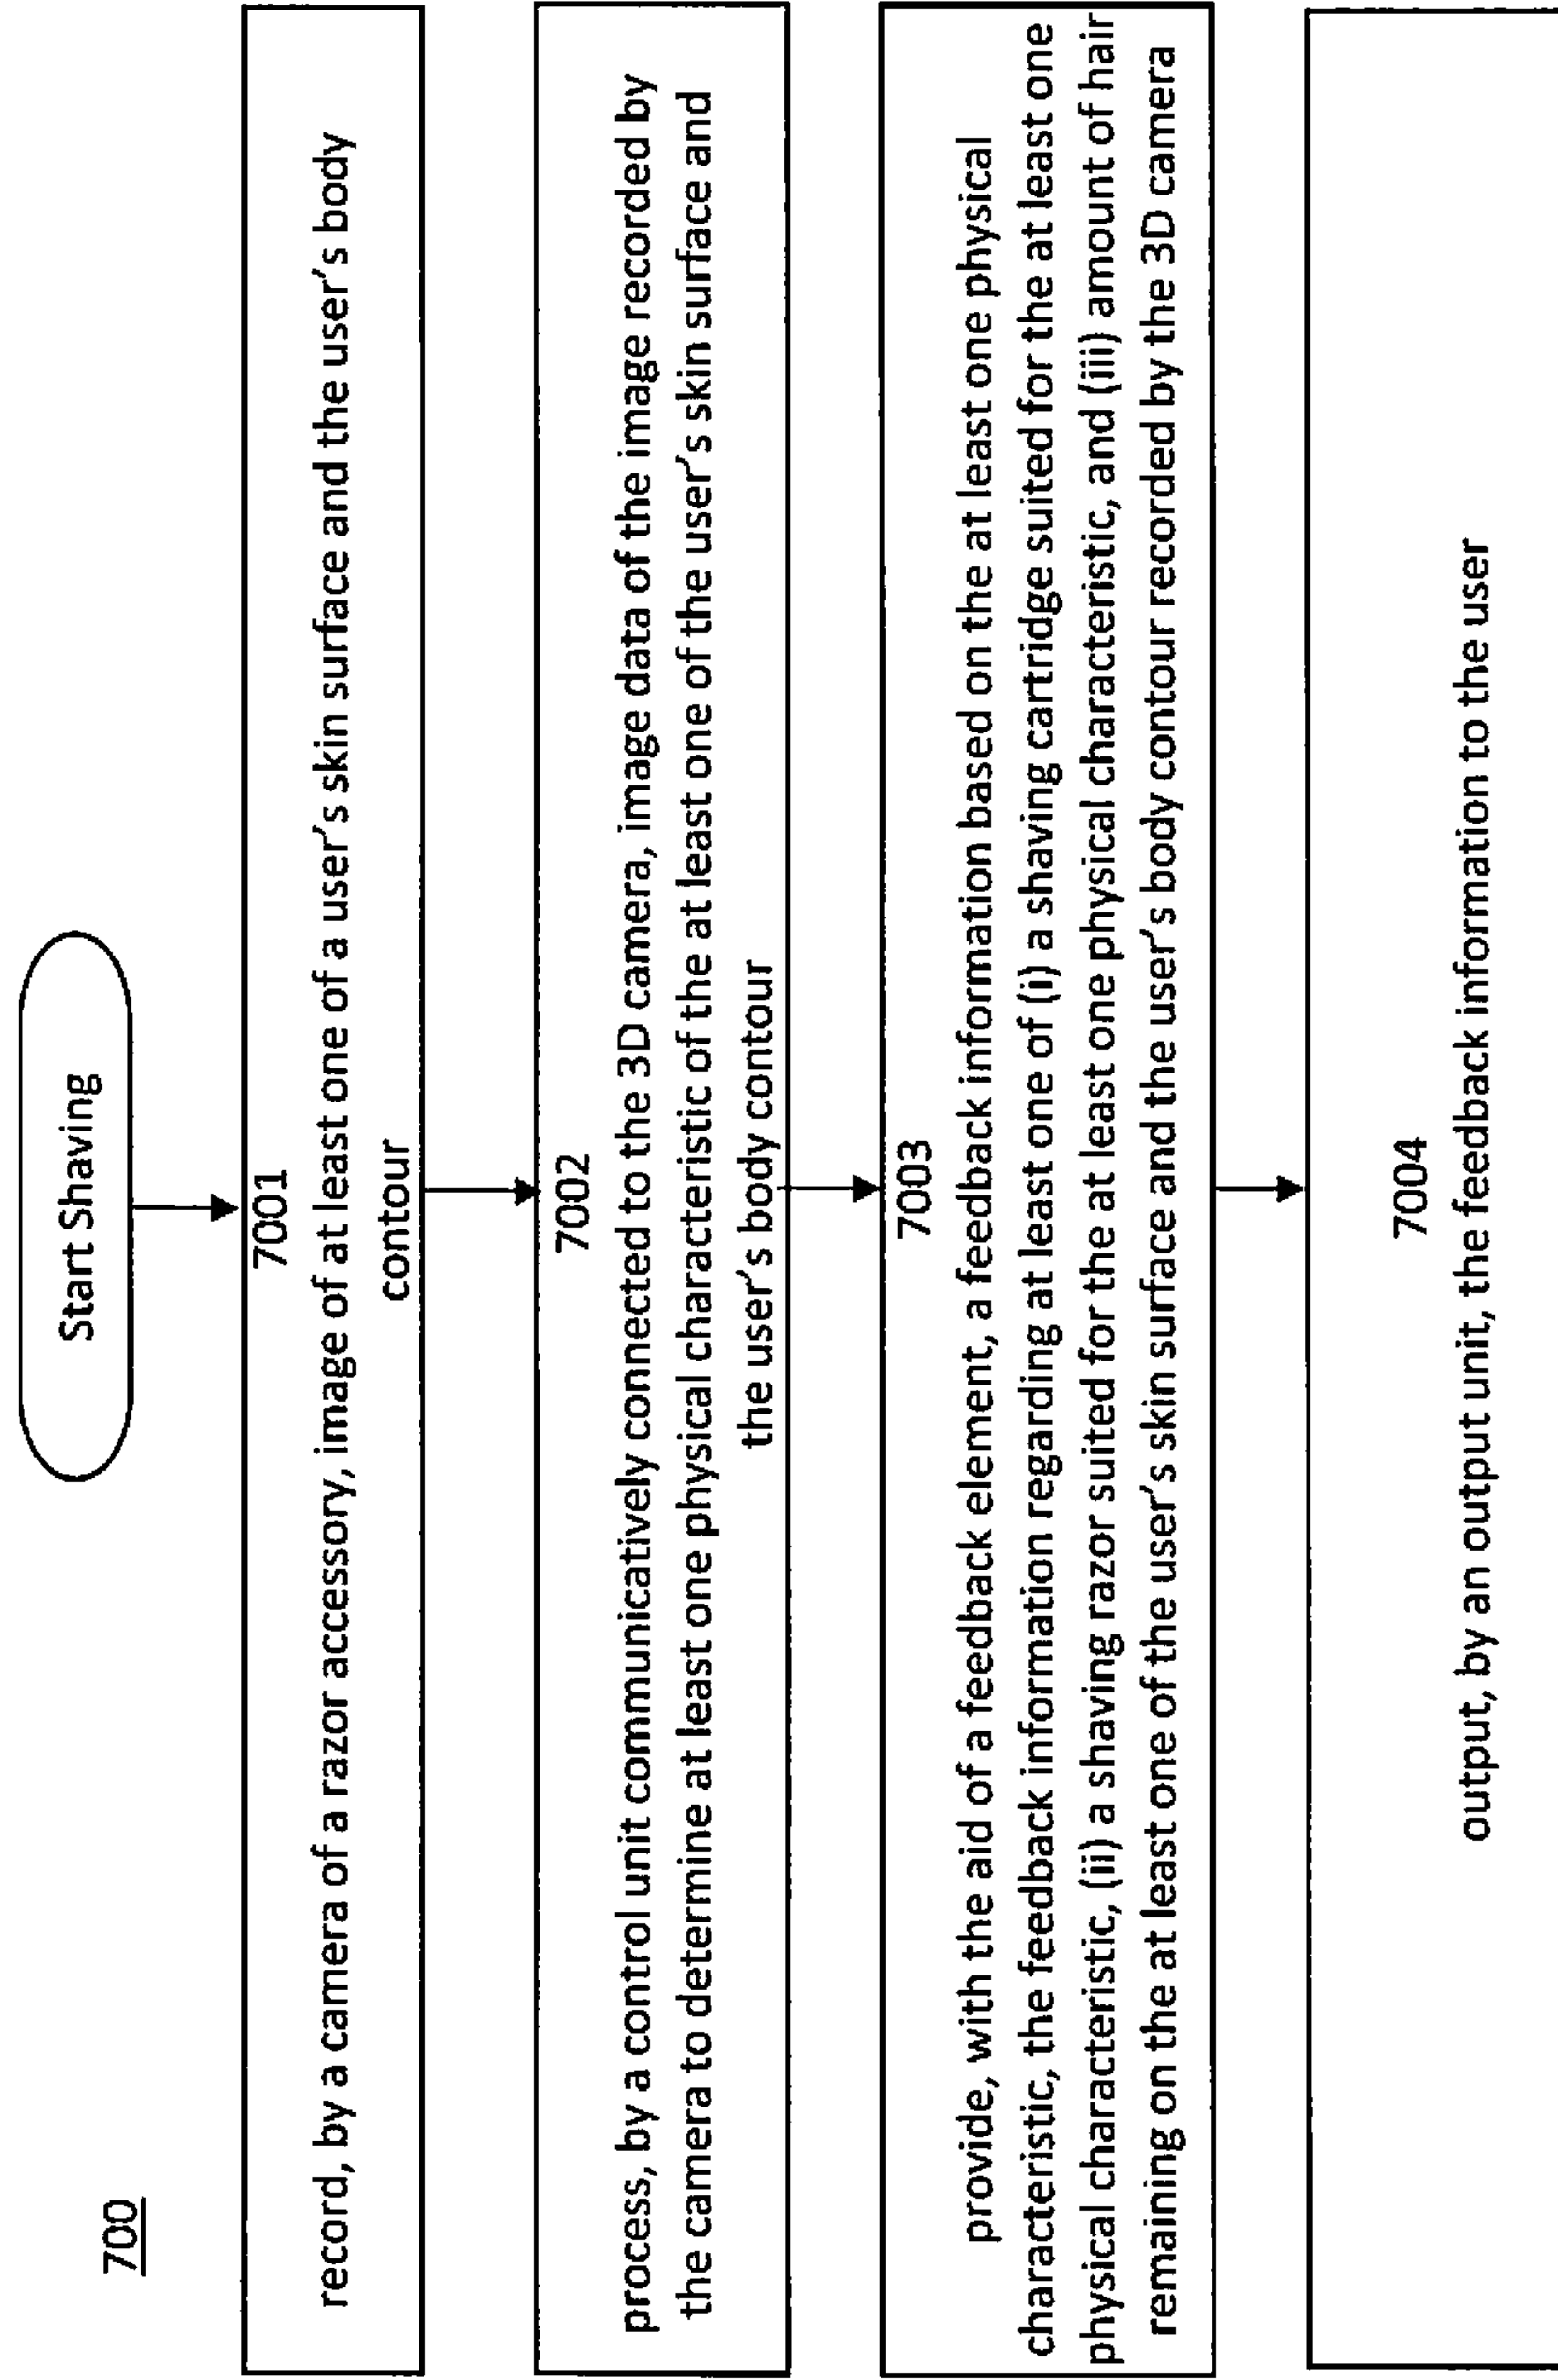 700
Start Shaving
7001
record, by a camera of a razor accessory, image of at least one of a user's skin surface and the user's body
contour
7002
process, by a control unit communicatively connected to the 3D camera, image data of the image recorded by
the camera to determine at least one physical characteristic of the at least one of the user's skin surface and
the user's body contour
7003
provide, with the aid of a feedback element, a feedback information based on the at least one physical
characteristic, the feedback information regarding at least one of (i) a shaving cartridge suited for the at least one
physical characteristic, (ii) a shaving razor suited for the at least one physical characteristic, and (iii) amount of hair
remaining on the at least one of the user's skin surface and the user's body contour recorded by the 3D camera
7004
output, by an output unit, the feedback information to the user